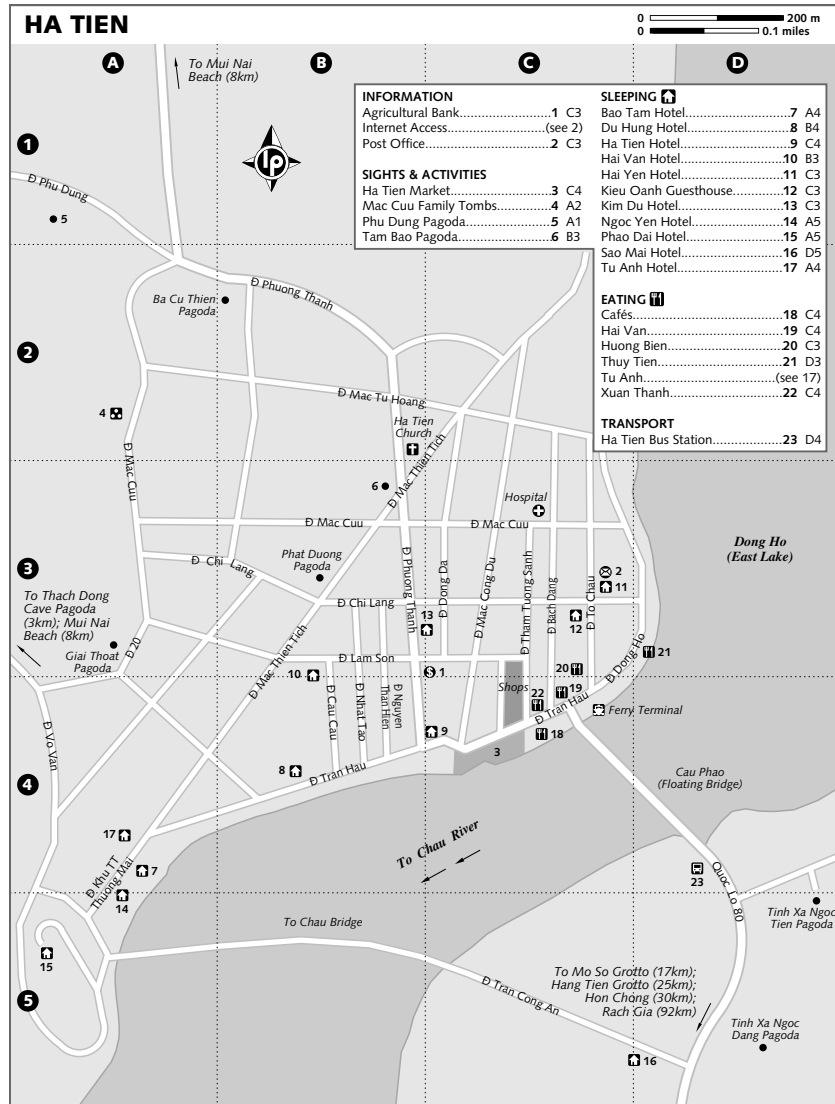 HA TIEN
0 200 m
0 0.1 miles
A
B
C
D
1
2
3
4
5
INFORMATION
Agricultural Bank..............................1 C3
Internet Access.............................(see 2)
Post Office.......................................2 C3
SIGHTS & ACTIVITIES
Ha Tien Market................................3 C4
Mac Cuu Family Tombs....................4 A2
Phu Dung Pagoda............................5 A1
Tam Bao Pagoda.............................6 B3
SLEEPING
Bao Tam Hotel.................................7 A4
Du Hung Hotel.................................8 B4
Ha Tien Hotel...................................9 C4
Hai Van Hotel.................................10 B3
Hai Yen Hotel.................................11 C3
Kieu Oanh Guesthouse...................12 C3
Kim Du Hotel..................................13 C3
Ngoc Yen Hotel..............................14 A5
Phao Dai Hotel...............................15 A5
Sao Mai Hotel................................16 D5
Tu Anh Hotel..................................17 A4
EATING
Cafés..............................................18 C4
Hai Van..........................................19 C4
Huong Bien....................................20 C3
Thuy Tien.......................................21 D3
Tu Anh........................................(see 17)
Xuan Thanh....................................22 C4
TRANSPORT
Ha Tien Bus Station........................23 D4
To Mui Nai
Beach (8km)
lp
Đ Phu Dung
5
Ba Cu Thien
Pagoda
Đ Phuong Thanh
4
Đ Mac Cuu
Đ Mac Tu Hoang
Ha Tien
Church
Đ Mac Thien Tich
6
Hospital
Đ Mac Cuu
Đ Mac Cuu
Dong Ho
(East Lake)
Phat Duong
Pagoda
Đ Chi Lang
Đ Phuong Thanh
Đ Dong Da
Đ Mac Cong Du
Đ Tham Tuong Sanh
Đ Bach Dang
Đ To Chau
2
11
To Thach Dong
Cave Pagoda
(3km); Mui Nai
Beach (8km)
Đ Chi Lang
13
12
Giai Thoat
Pagoda
Đ 20
Đ Mac Thien Tich
Đ Lam Son
10
1
20
21
Đ Dong Ho
Shops
22
19
Đ Tran Hau
Ferry Terminal
Đ Vo Van
Đ Cau Cau
Đ Nhat Tao
Đ Nguyen
Than Hien
9
18
3
8
Đ Tran Hau
Cau Phao
(Floating Bridge)
17
Đ Khu TT
Thuong Mai
7
14
To Chau River
23
Quoc Lo 80
Tinh Xa Ngoc
Tien Pagoda
15
To Chau Bridge
Đ Tran Cong An
To Mo So Grotto (17km);
Hang Tien Grotto (25km);
Hon Chong (30km);
Rach Gia (92km)
Tinh Xa Ngoc
Dang Pagoda
16